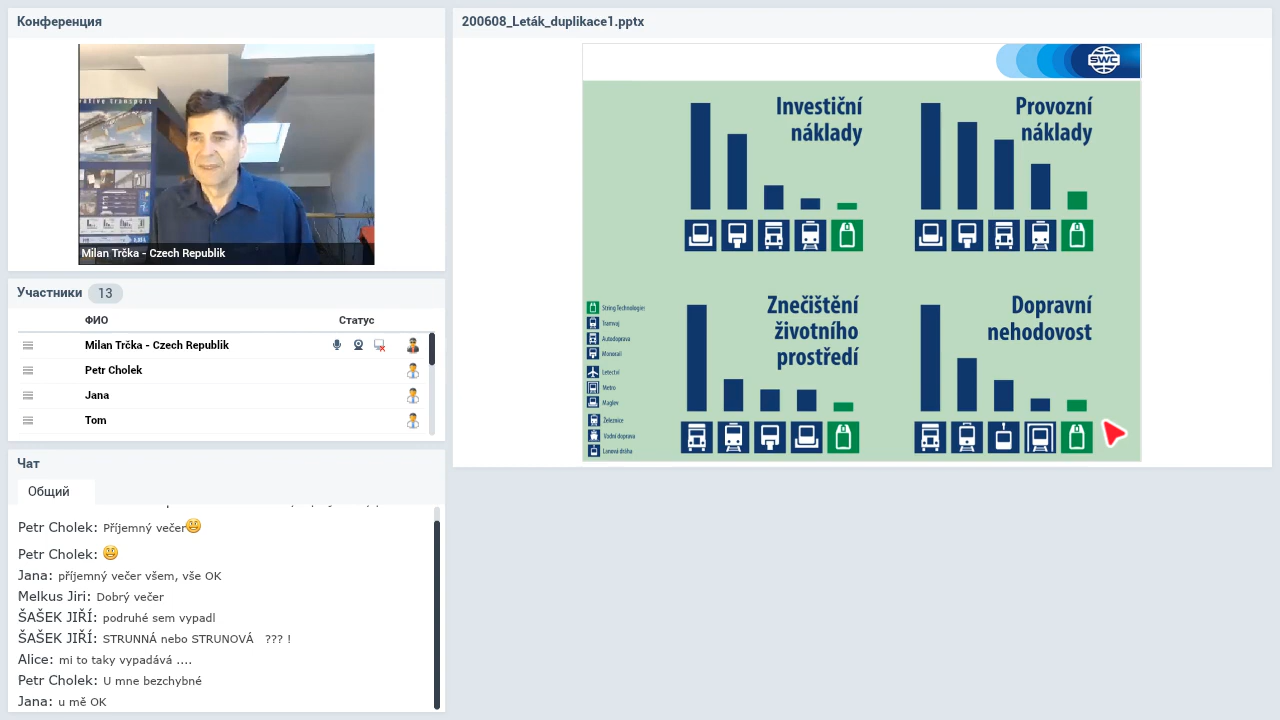 Конференция
Milan Trčka - Czech Republik
Участники 13
ФИО Статус
Milan Trčka - Czech Republik
Petr Cholek
Jana
Tom
Чат
Общий
Petr Cholek: Příjemný večer
Petr Cholek:
Jana: příjemný večer všem, vše OK
Melkus Jiri: Dobrý večer
ŠAŠEK JIŘÍ: podruhé sem vypadl
ŠAŠEK JIŘÍ: STRUNNÁ nebo STRUNOVÁ ??? !
Alice: mi to taky vypadává ....
Petr Cholek: U mne bezchybné
Jana: u mě OK
200608_Leták_duplikace1.pptx
SWC
Investiční
náklady
Provozní
náklady
Znečištění
životního
prostředí
Dopravní
nehodovost
String Technologies
Tramvaj
Autodoprava
Monorail
Letectví
Metro
Maglev
Železnice
Vodní doprava
Lanová dráha